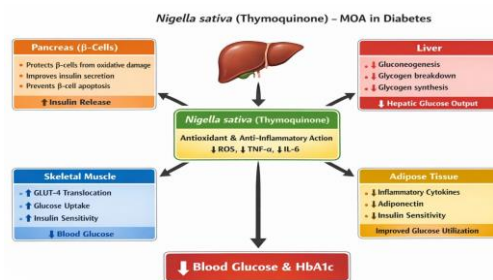 Nigella sativa (Thymoquinone) – MOA in Diabetes
Pancreas (β-Cells)
• Protects β-cells from oxidative damage
• Improves insulin secretion
• Prevents β-cell apoptosis
⬆ Insulin Release
Liver
• ⬇ Gluconeogenesis
• ⬇ Glycogen breakdown
• ⬇ Glycogen synthesis
⬇ Hepatic Glucose Output
Nigella sativa (Thymoquinone)
Antioxidant & Anti-Inflammatory Action
⬇ ROS, ⬇ TNF-α, ⬇ IL-6
Skeletal Muscle
• ⬆ GLUT-4 Translocation
• ⬆ Glucose Uptake
• ⬆ Insulin Sensitivity
⬇ Blood Glucose
Adipose Tissue
• ⬇ Inflammatory Cytokines
• ⬇ Adiponectin
• ⬇ Insulin Sensitivity
Improved Glucose Utilization
⬇ Blood Glucose & HbA1c